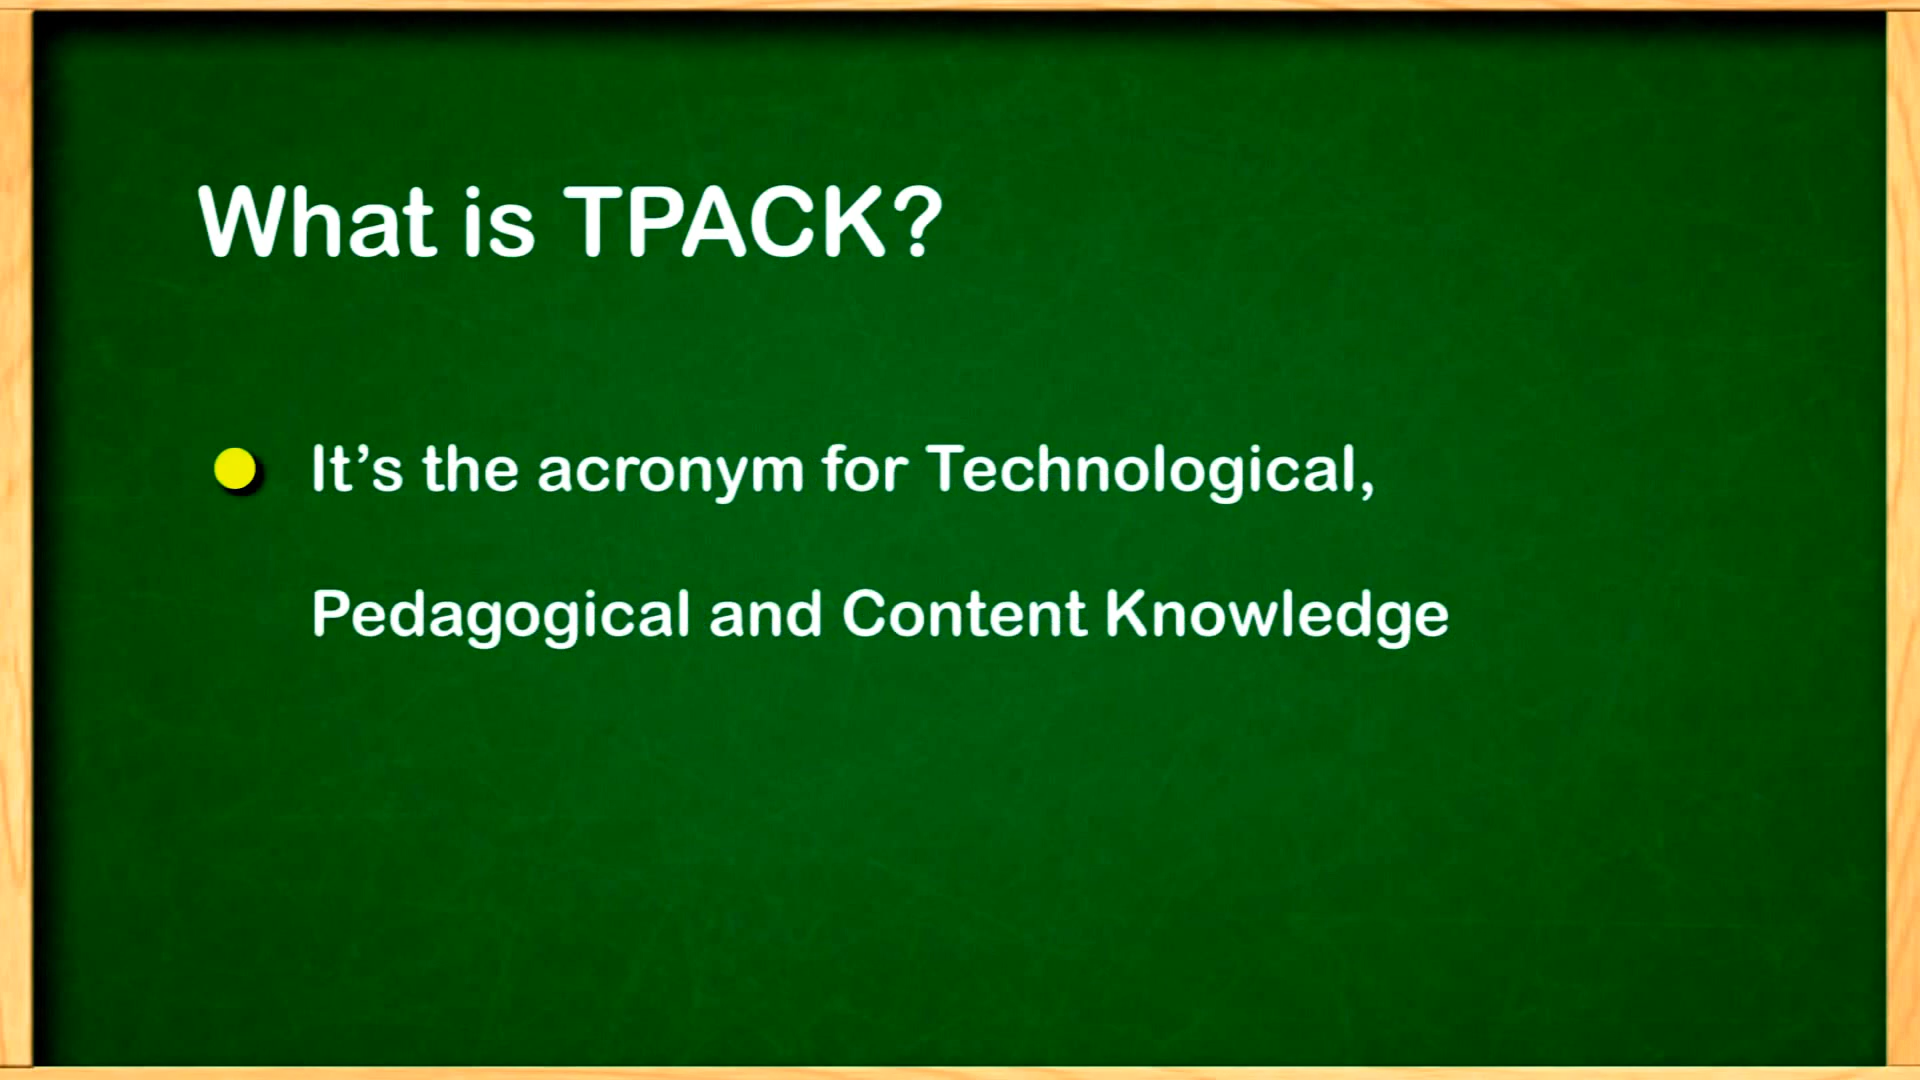 What is TPACK?
It’s the acronym for Technological,
Pedagogical and Content Knowledge